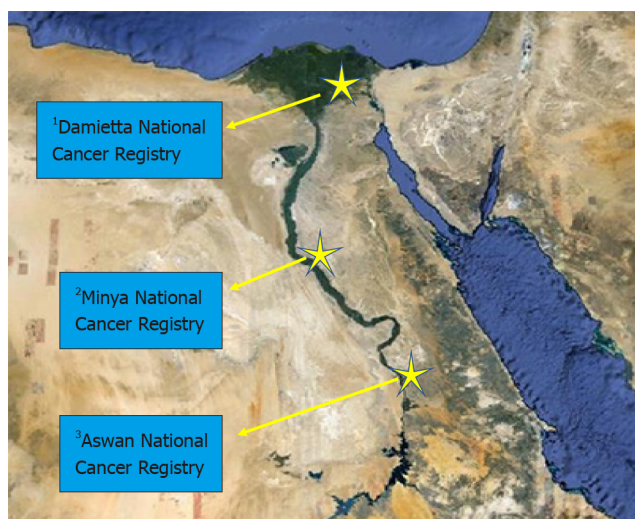 ¹Damietta National
Cancer Registry
²Minya National
Cancer Registry
³Aswan National
Cancer Registry